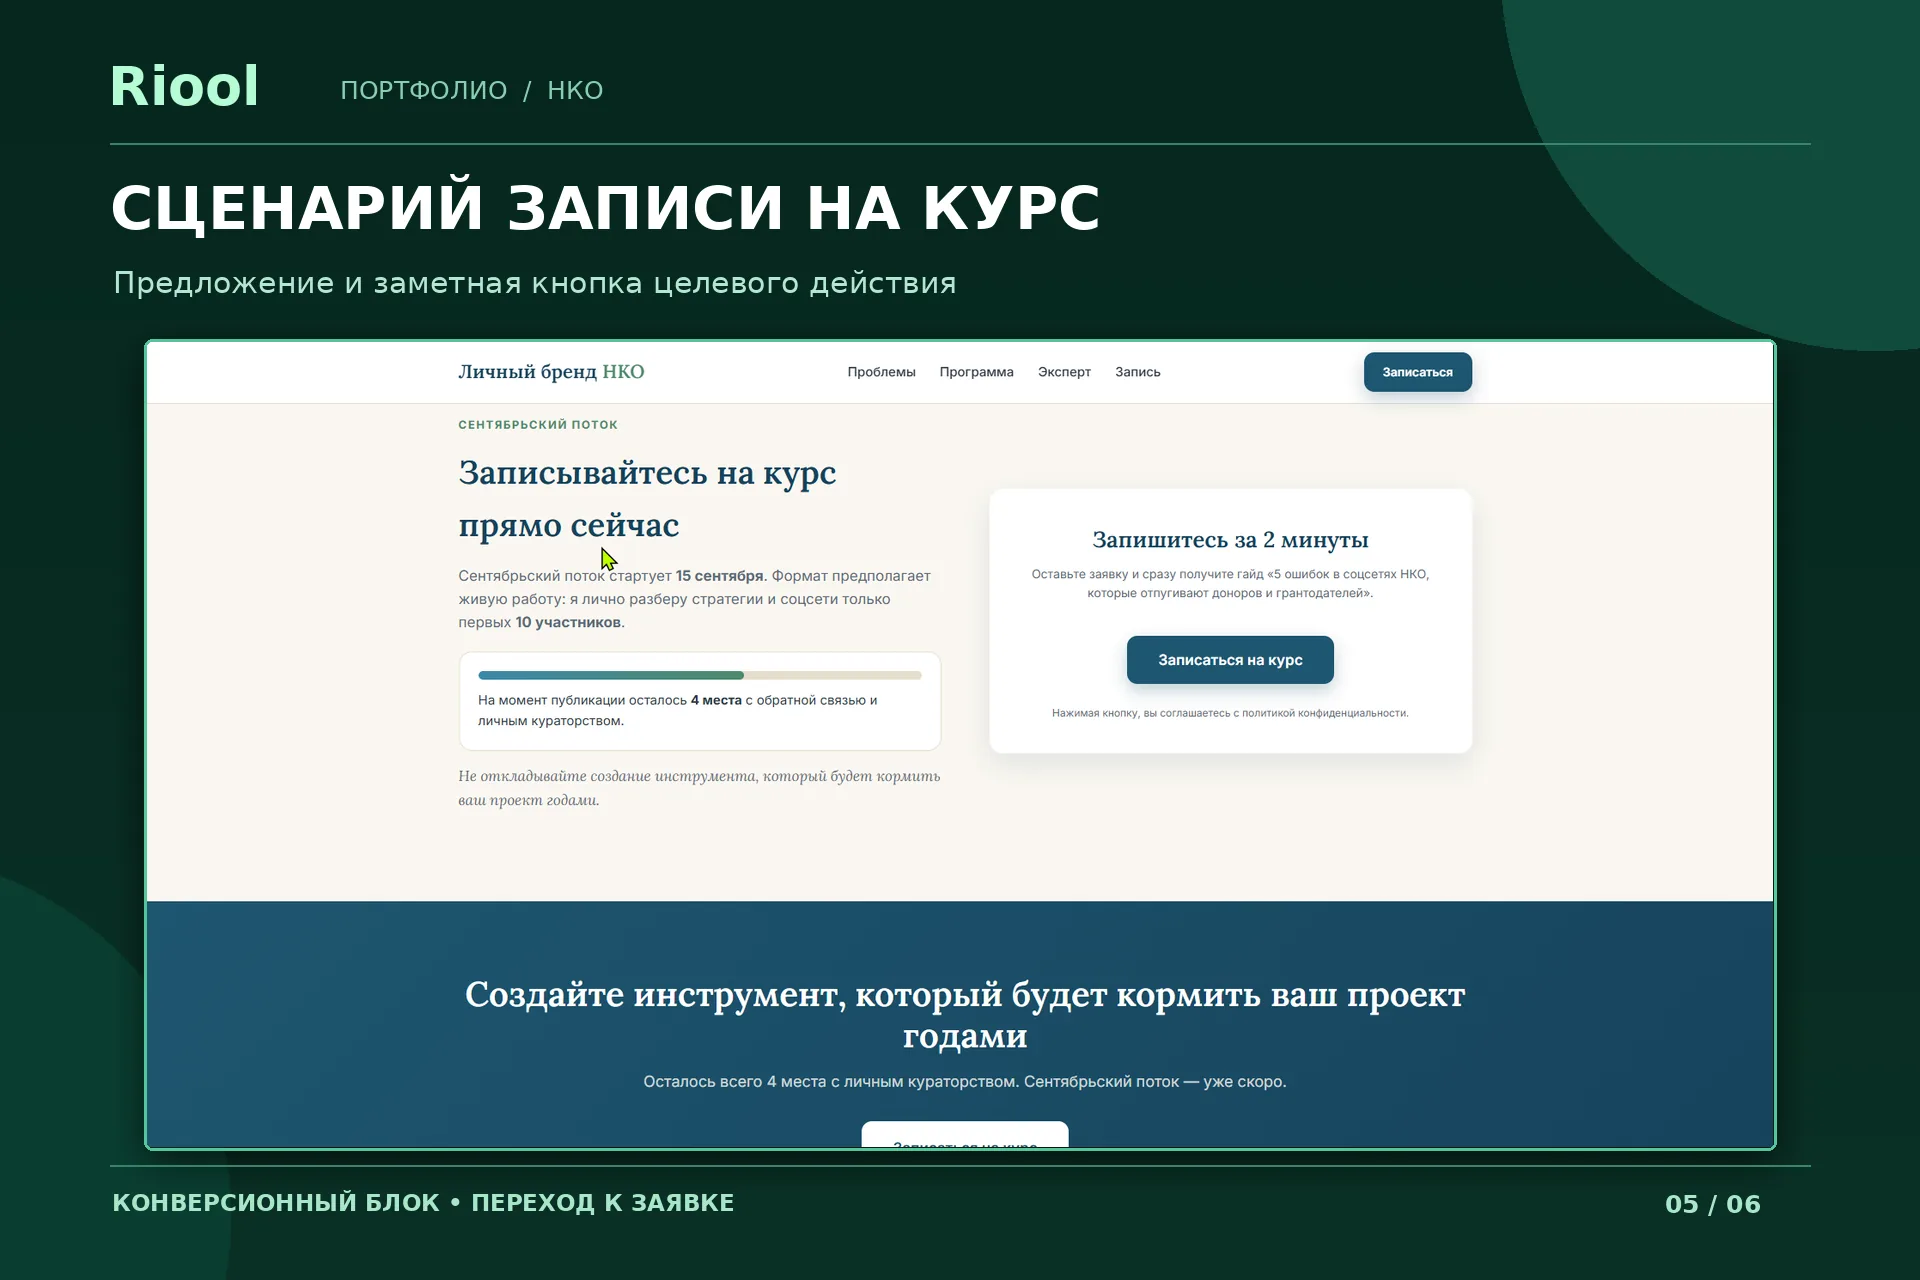 Riool
ПОРТФОЛИО / НКО
СЦЕНАРИЙ ЗАПИСИ НА КУРС
Предложение и заметная кнопка целевого действия
Личный бренд НКО
Проблемы
Программа
Эксперт
Запись
Записаться
СЕНТЯБРЬСКИЙ ПОТОК
Записывайтесь на курс
прямо сейчас
Сентябрьский поток стартует 15 сентября. Формат предполагает
живую работу: я лично разберу стратегии и соцсети только
первых 10 участников.
На момент публикации осталось 4 места с обратной связью и
личным кураторством.
Не откладывайте создание инструмента, который будет кормить
ваш проект годами.
Запишитесь за 2 минуты
Оставьте заявку и сразу получите гайд «5 ошибок в соцсетях НКО,
которые отпугивают доноров и грантодателей».
Записаться на курс
Нажимая кнопку, вы соглашаетесь с политикой конфиденциальности.
Создайте инструмент, который будет кормить ваш проект
годами
Осталось всего 4 места с личным кураторством. Сентябрьский поток — уже скоро.
Записаться на курс
КОНВЕРСИОННЫЙ БЛОК • ПЕРЕХОД К ЗАЯВКЕ
05 / 06